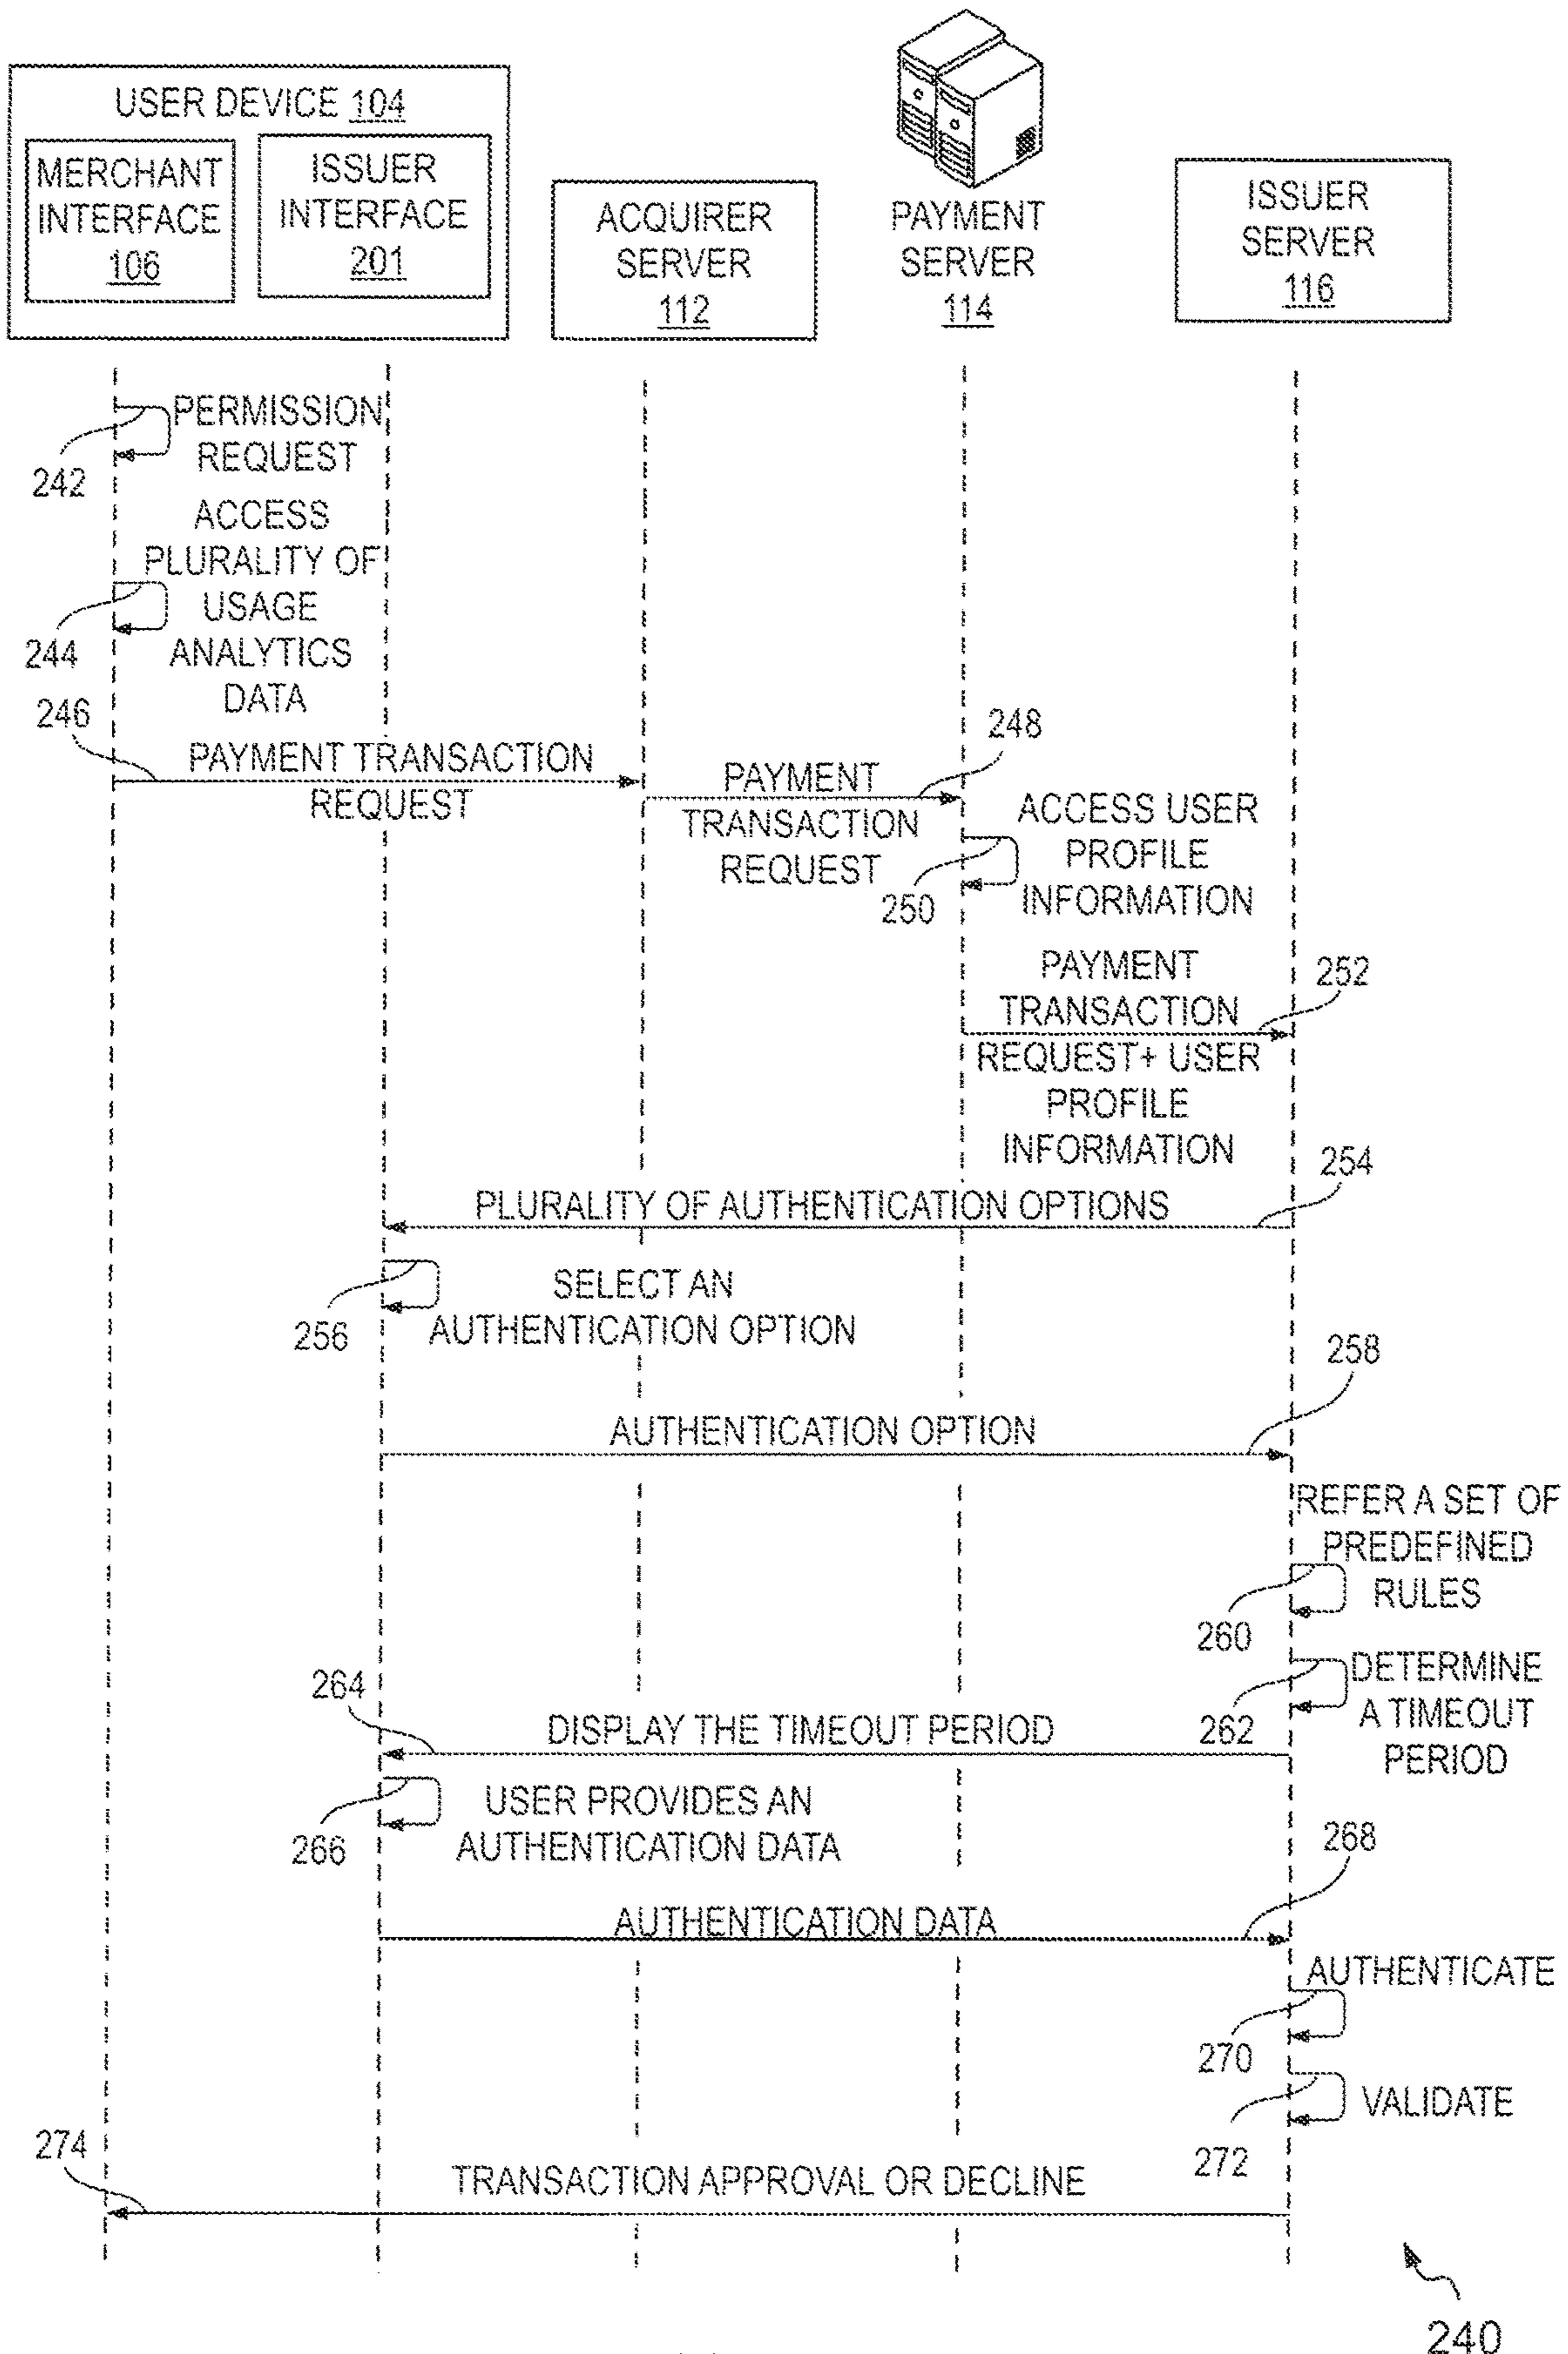 USER DEVICE 104
MERCHANT
INTERFACE
106
ISSUER
INTERFACE
201
ACQUIRER
SERVER
112
PAYMENT
SERVER
114
ISSUER
SERVER
116
PERMISSION
REQUEST
242
ACCESS
PLURALITY OF
USAGE
ANALYTICS
DATA
244
246
PAYMENT TRANSACTION
REQUEST
248
PAYMENT
TRANSACTION
REQUEST
ACCESS USER
PROFILE
INFORMATION
250
PAYMENT
TRANSACTION
REQUEST+ USER
PROFILE
INFORMATION
252
254
PLURALITY OF AUTHENTICATION OPTIONS
SELECT AN
AUTHENTICATION OPTION
256
258
AUTHENTICATION OPTION
REFER A SET OF
PREDEFINED
RULES
260
DETERMINE
A TIMEOUT
PERIOD
262
264
DISPLAY THE TIMEOUT PERIOD
USER PROVIDES AN
AUTHENTICATION DATA
266
268
AUTHENTICATION DATA
AUTHENTICATE
270
VALIDATE
272
274
TRANSACTION APPROVAL OR DECLINE
240